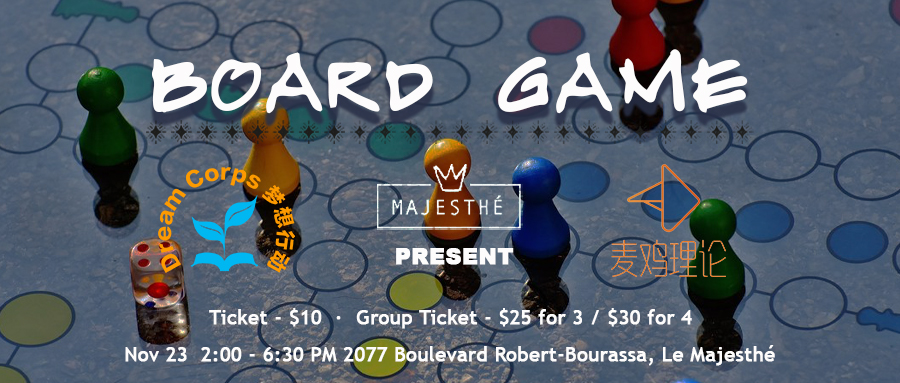 BOARD GAME
Dream Corps 梦想行动
MAJESTHÉ
麦鸡理论
PRESENT
Ticket - $10 · Group Ticket - $25 for 3 / $30 for 4
Nov 23 2:00 - 6:30 PM 2077 Boulevard Robert-Bourassa, Le Majesthé